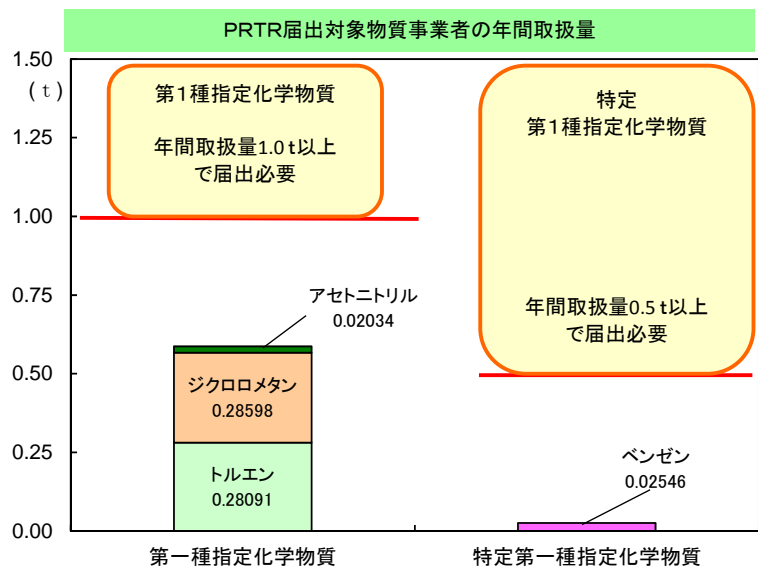 PRTR届出対象物質事業者の年間取扱量
1.50
(ｔ)
1.25
1.00
0.75
0.50
0.25
0.00
第１種指定化学物質
年間取扱量1.0 t以上
で届出必要
特定
第１種指定化学物質
年間取扱量0.5 t以上
で届出必要
アセトニトリル
0.02034
ジクロロメタン
0.28598
トルエン
0.28091
ベンゼン
0.02546
第一種指定化学物質
特定第一種指定化学物質